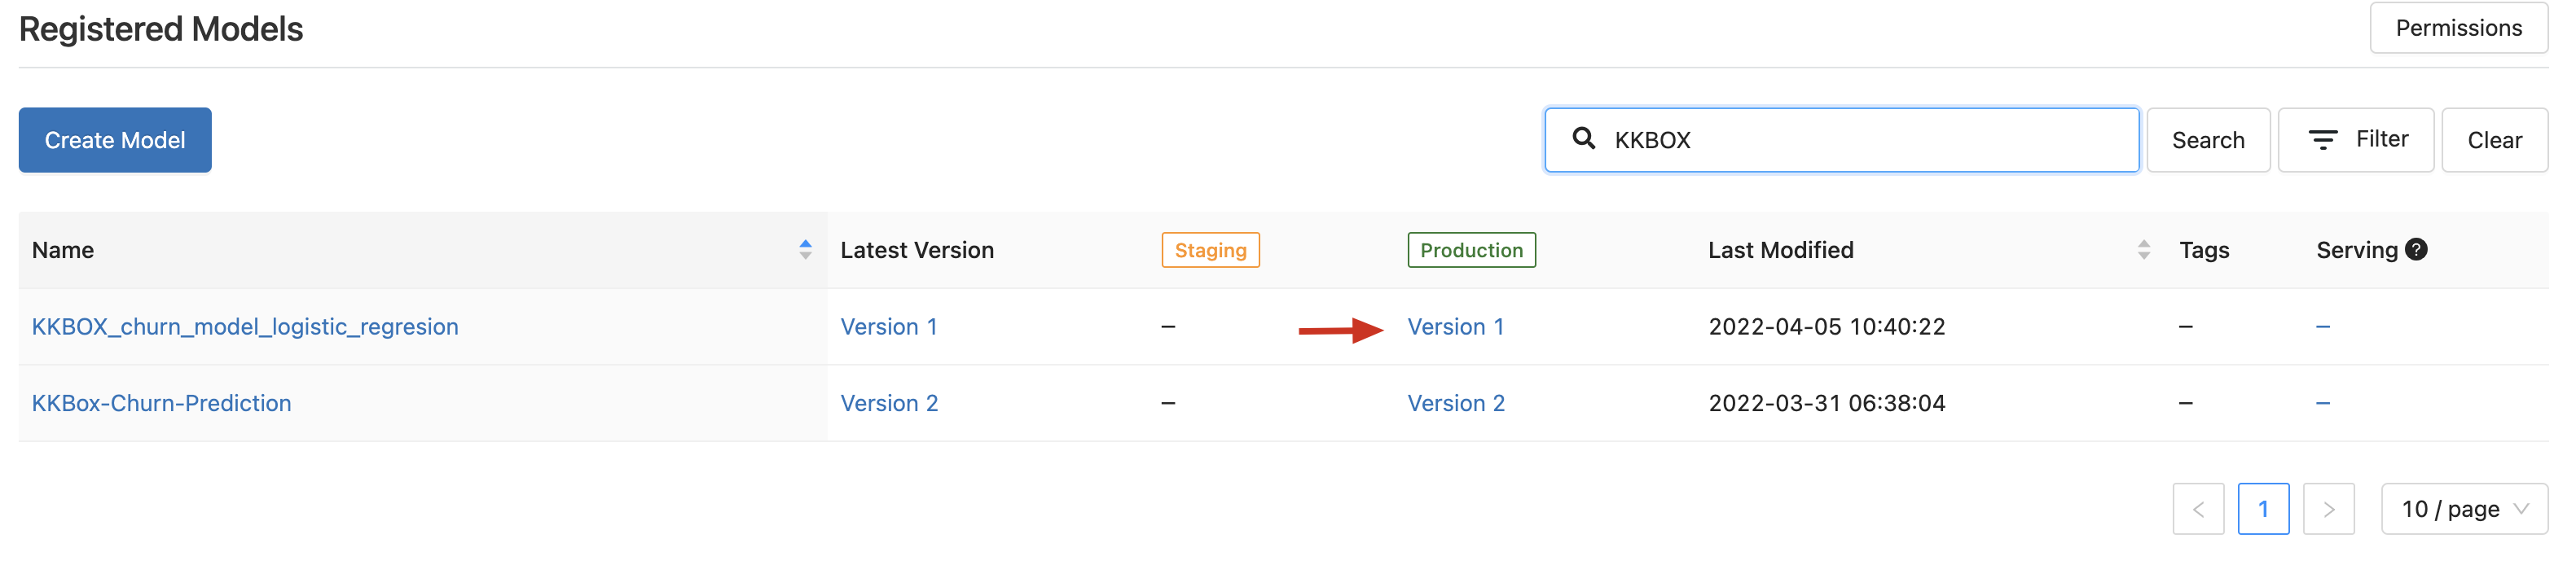 Registered Models
Permissions
Create Model
KKBOX
Search
Filter
Clear
Name Latest Version Staging Production Last Modified Tags Serving ?
KKBOX_churn_model_logistic_regresion Version 1 – Version 1 2022-04-05 10:40:22 – –
KKBox-Churn-Prediction Version 2 – Version 2 2022-03-31 06:38:04 – –
< 1 > 10 / page